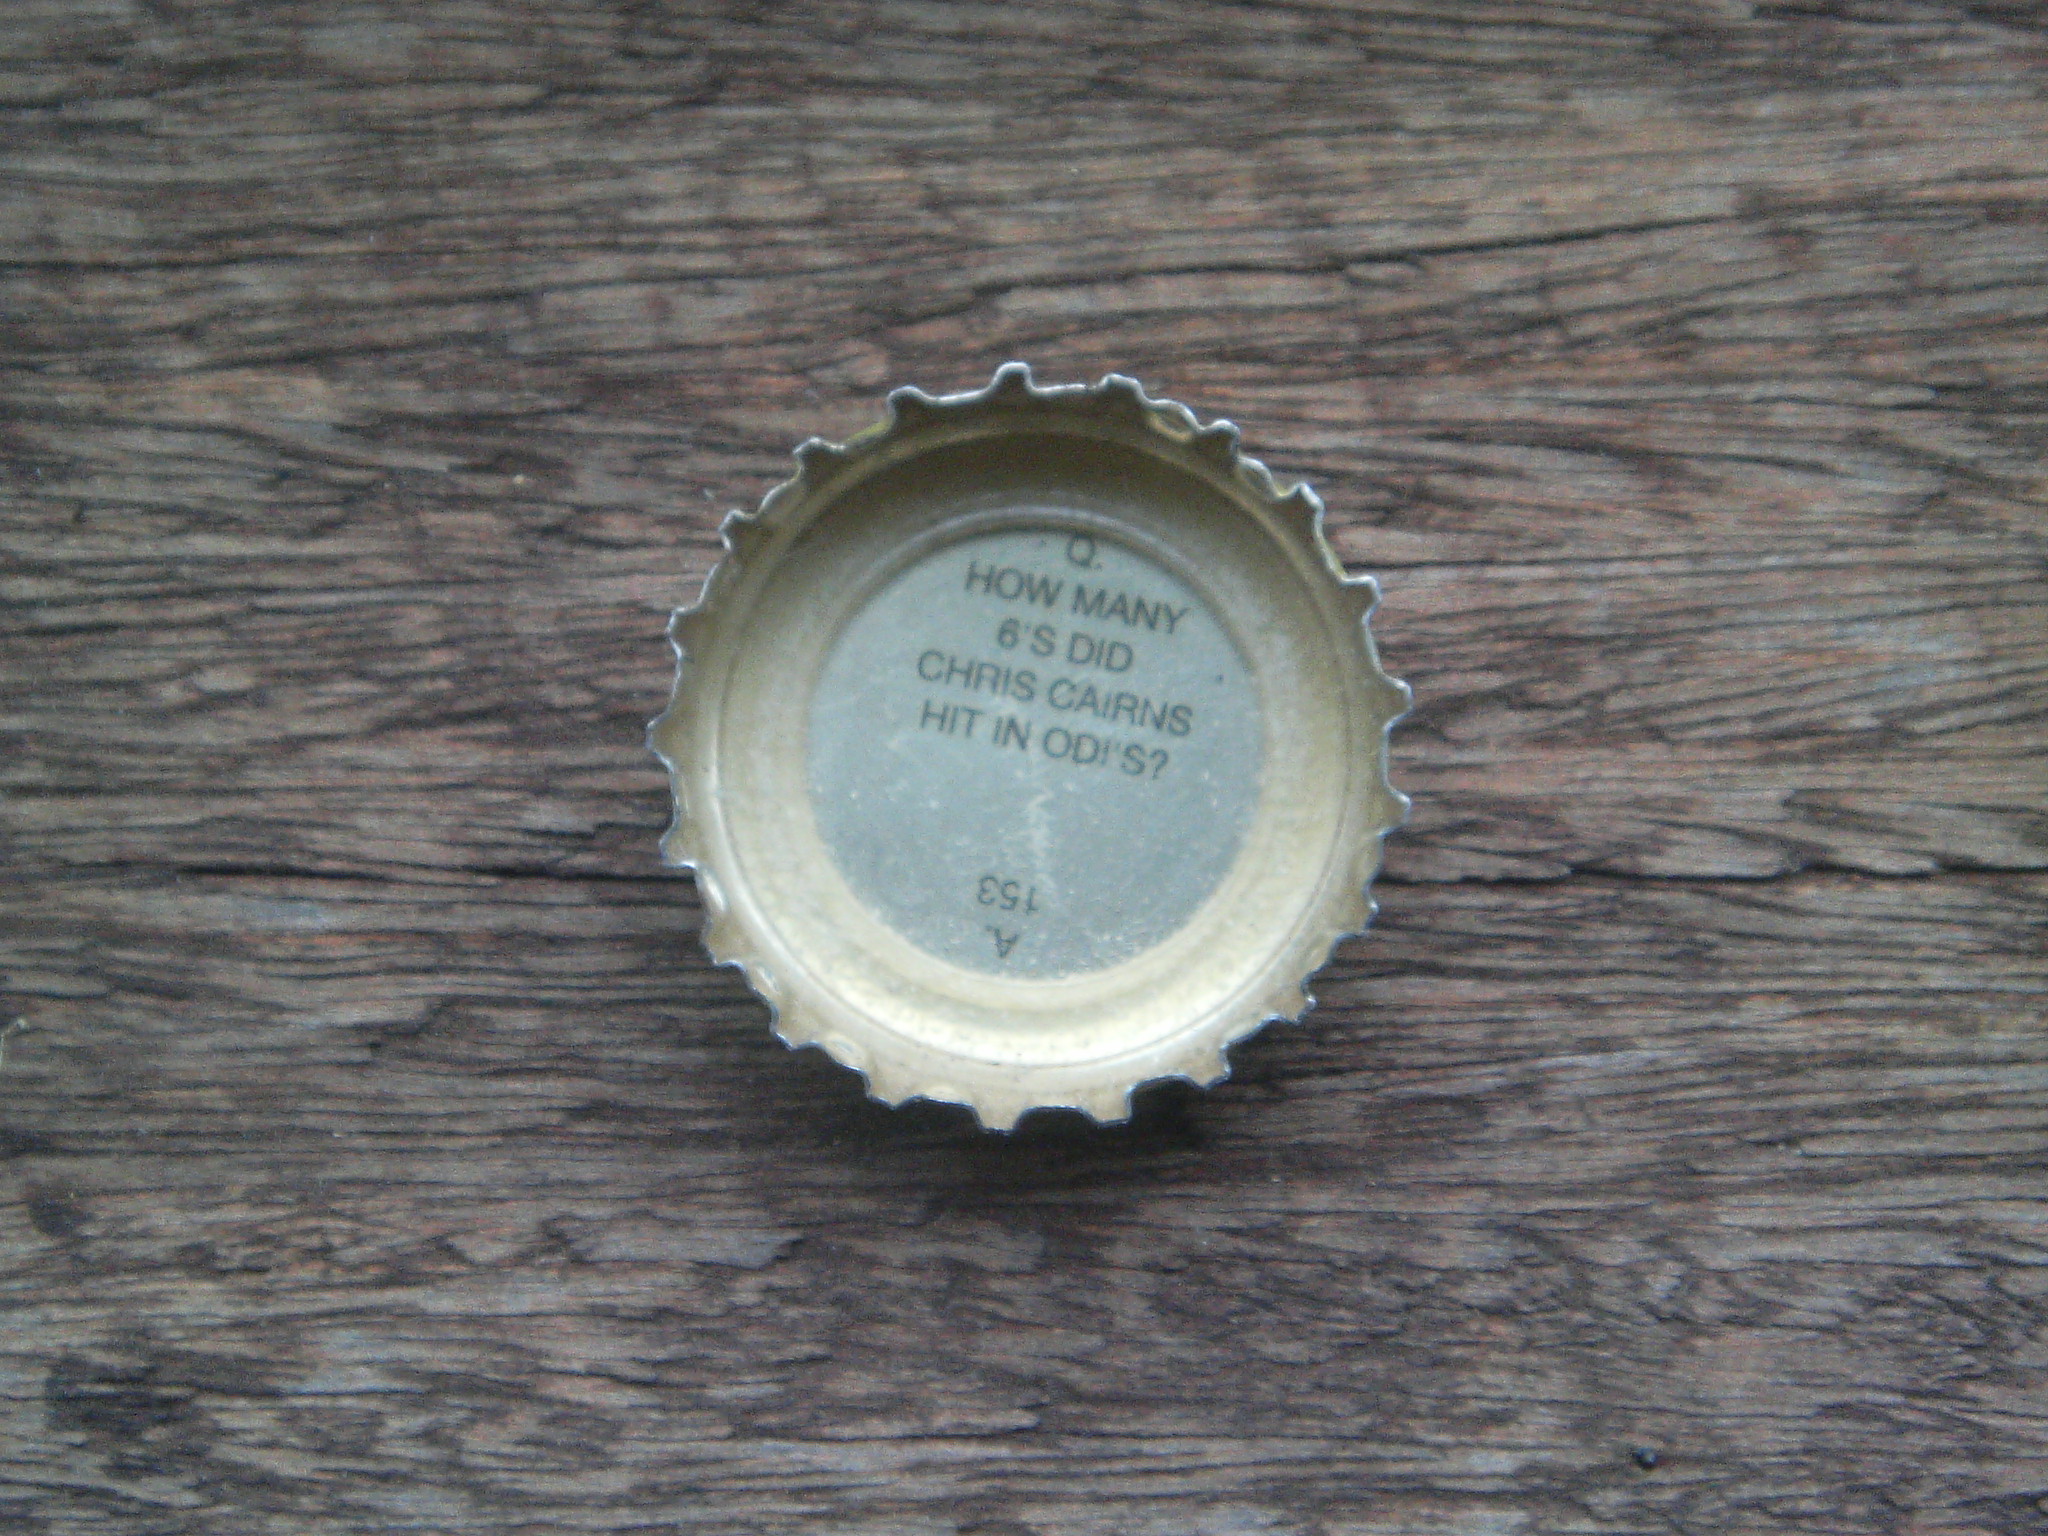 Q.
HOW MANY
6'S DID
CHRIS CAIRNS
HIT IN ODI'S?
A.
153